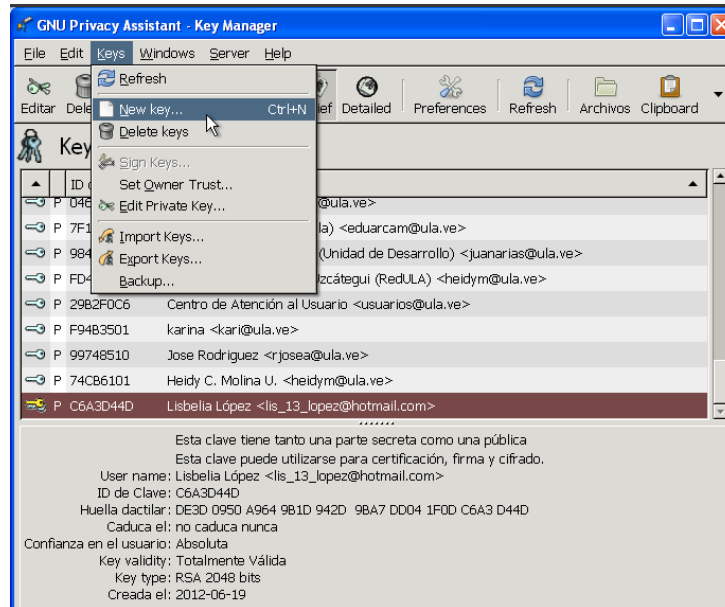 GNU Privacy Assistant - Key Manager
File Edit Keys Windows Server Help
Refresh
Editar Dele ief Detailed Preferences Refresh Archivos Clipboard
New key... Ctrl+N
Delete keys
Key
Sign Keys...
ID
Set Owner Trust...
P 046 @ula.ve>
Edit Private Key...
P 7F1 la) <eduarcam@ula.ve>
Import Keys...
P 984 (Unidad de Desarrollo) <juanarias@ula.ve>
Export Keys...
P FD4 Uzcátegui (RedULA) <heidym@ula.ve>
Backup...
P 29B2F0C6 Centro de Atención al Usuario <usuarios@ula.ve>
P F94B3501 karina <kari@ula.ve>
P 99748510 Jose Rodriguez <rjosea@ula.ve>
P 74CB6101 Heidy C. Molina U. <heidym@ula.ve>
P C6A3D44D Lisbelia López <lis_13_lopez@hotmail.com>
Esta clave tiene tanto una parte secreta como una pública
Esta clave puede utilizarse para certificación, firma y cifrado.
User name: Lisbelia López <lis_13_lopez@hotmail.com>
ID de Clave: C6A3D44D
Huella dactilar: DE3D 0950 A964 9B1D 942D 9BA7 DD04 1F0D C6A3 D44D
Caduca el: no caduca nunca
Confianza en el usuario: Absoluta
Key validity: Totalmente Válida
Key type: RSA 2048 bits
Creada el: 2012-06-19